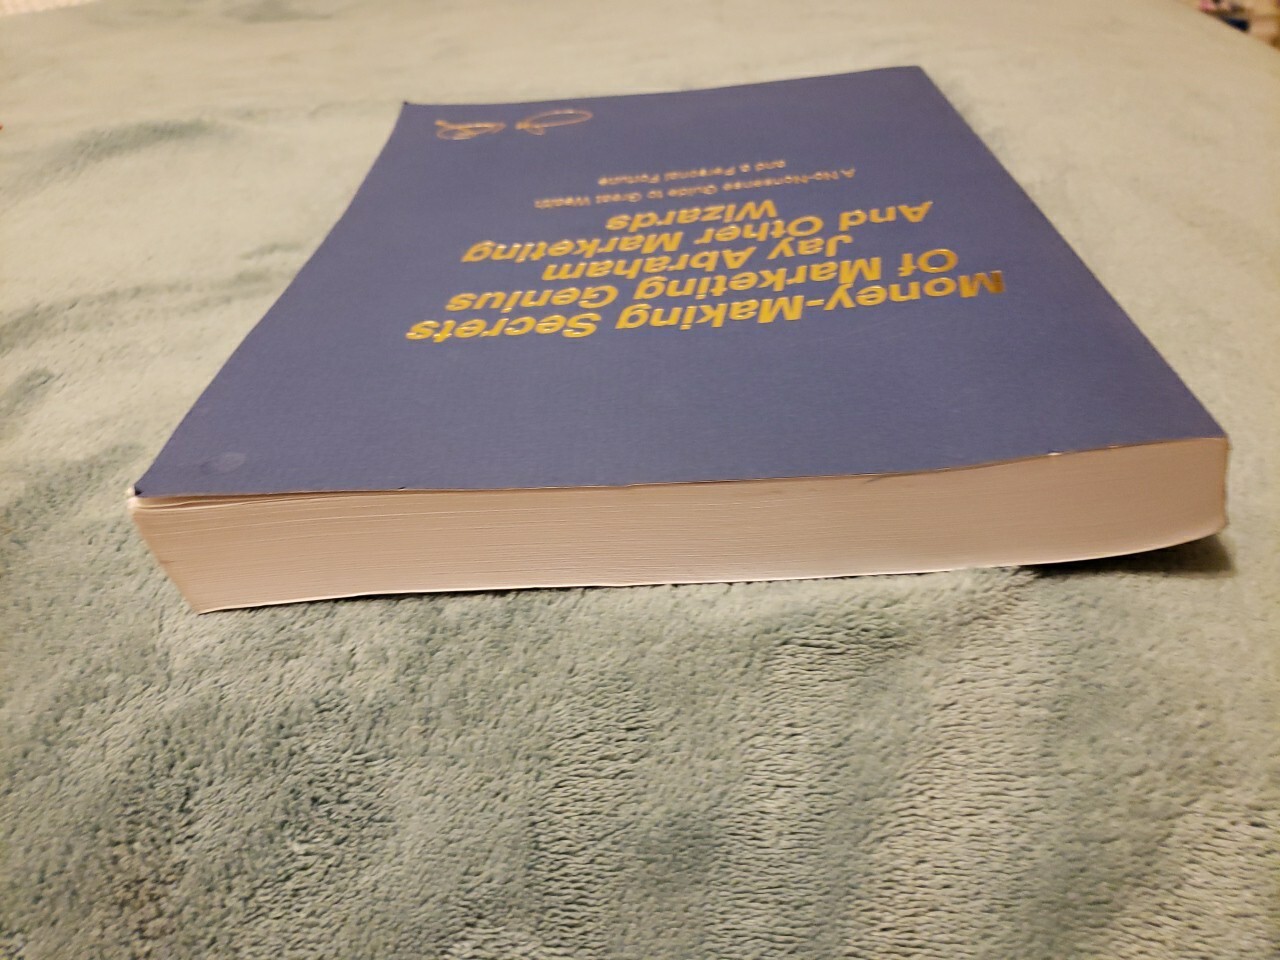 Money-Making Secrets
Of Marketing Genius
Jay Abraham
And Other Marketing
Wizards
A No-Nonsense Guide to Great Wealth
and a Personal Fortune